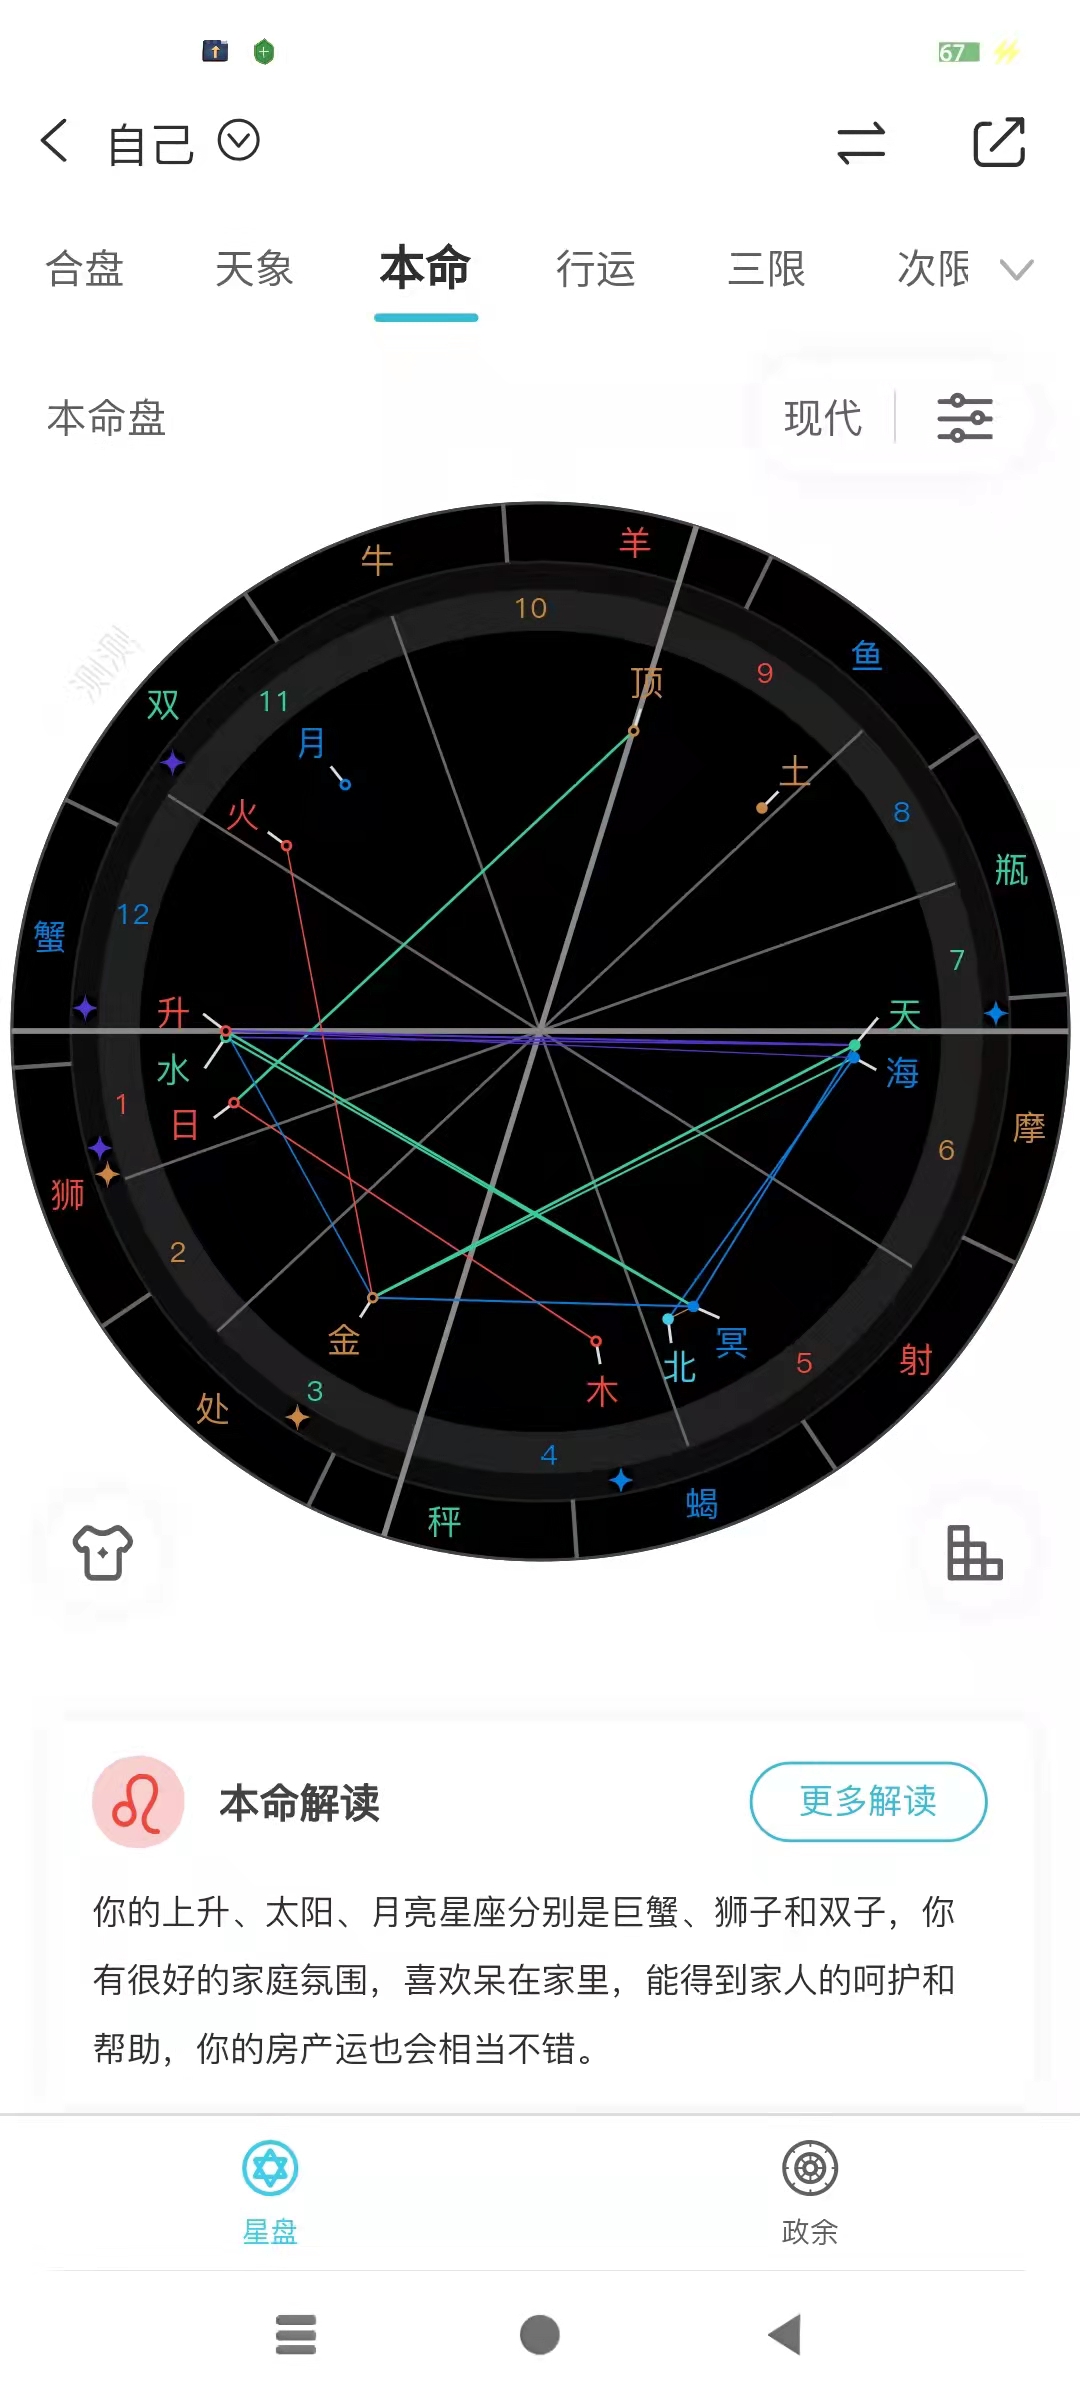 67
自己
合盘 天象 本命 行运 三限 次限
本命盘
现代
羊
牛
10
鱼
9
顶
测测
双
11
月
土
火
8
瓶
12
蟹
7
升
天
水
海
1
日
摩
6
狮
2
金
冥
射
北
5
木
3
处
4
蝎
秤
本命解读
更多解读
你的上升、太阳、月亮星座分别是巨蟹、狮子和双子，你
有很好的家庭氛围，喜欢呆在家里，能得到家人的呵护和
帮助，你的房产运也会相当不错。
星盘 政余